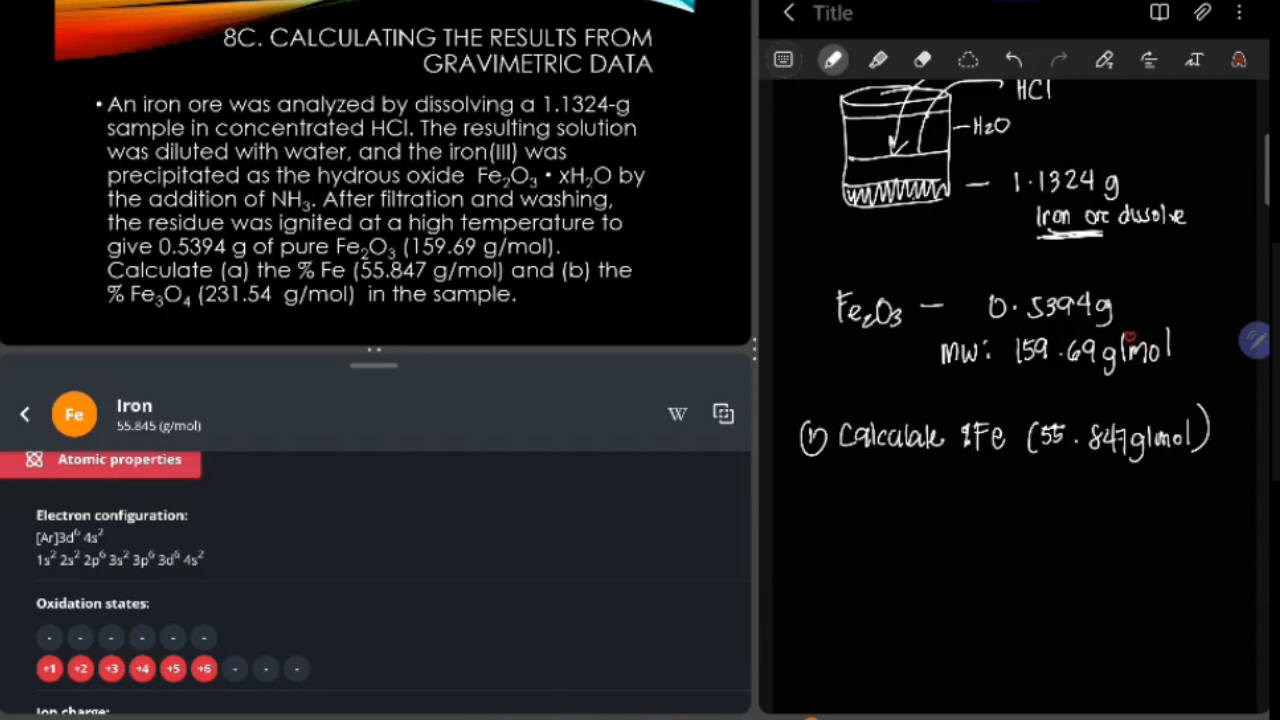 8C. CALCULATING THE RESULTS FROM
GRAVIMETRIC DATA
• An iron ore was analyzed by dissolving a 1.1324-g
sample in concentrated HCl. The resulting solution
was diluted with water, and the iron(III) was
precipitated as the hydrous oxide Fe₂O₃ • xH₂O by
the addition of NH₃. After filtration and washing,
the residue was ignited at a high temperature to
give 0.5394 g of pure Fe₂O₃ (159.69 g/mol).
Calculate (a) the % Fe (55.847 g/mol) and (b) the
% Fe₃O₄ (231.54 g/mol) in the sample.
Fe
Iron
55.845 (g/mol)
W
Atomic properties
Electron configuration:
[Ar]3d⁶ 4s²
1s² 2s² 2p⁶ 3s² 3p⁶ 3d⁶ 4s²
Oxidation states:
- - - - - -
+1 +2 +3 +4 +5 +6 - - -
Ion charge:
Title
HCl
— H₂O
— 1.1324 g
Iron ore dissolve
Fe₂O₃ — 0.5394g
MW: 159.69 g/mol
(1) Calculate %Fe (55.847g/mol)